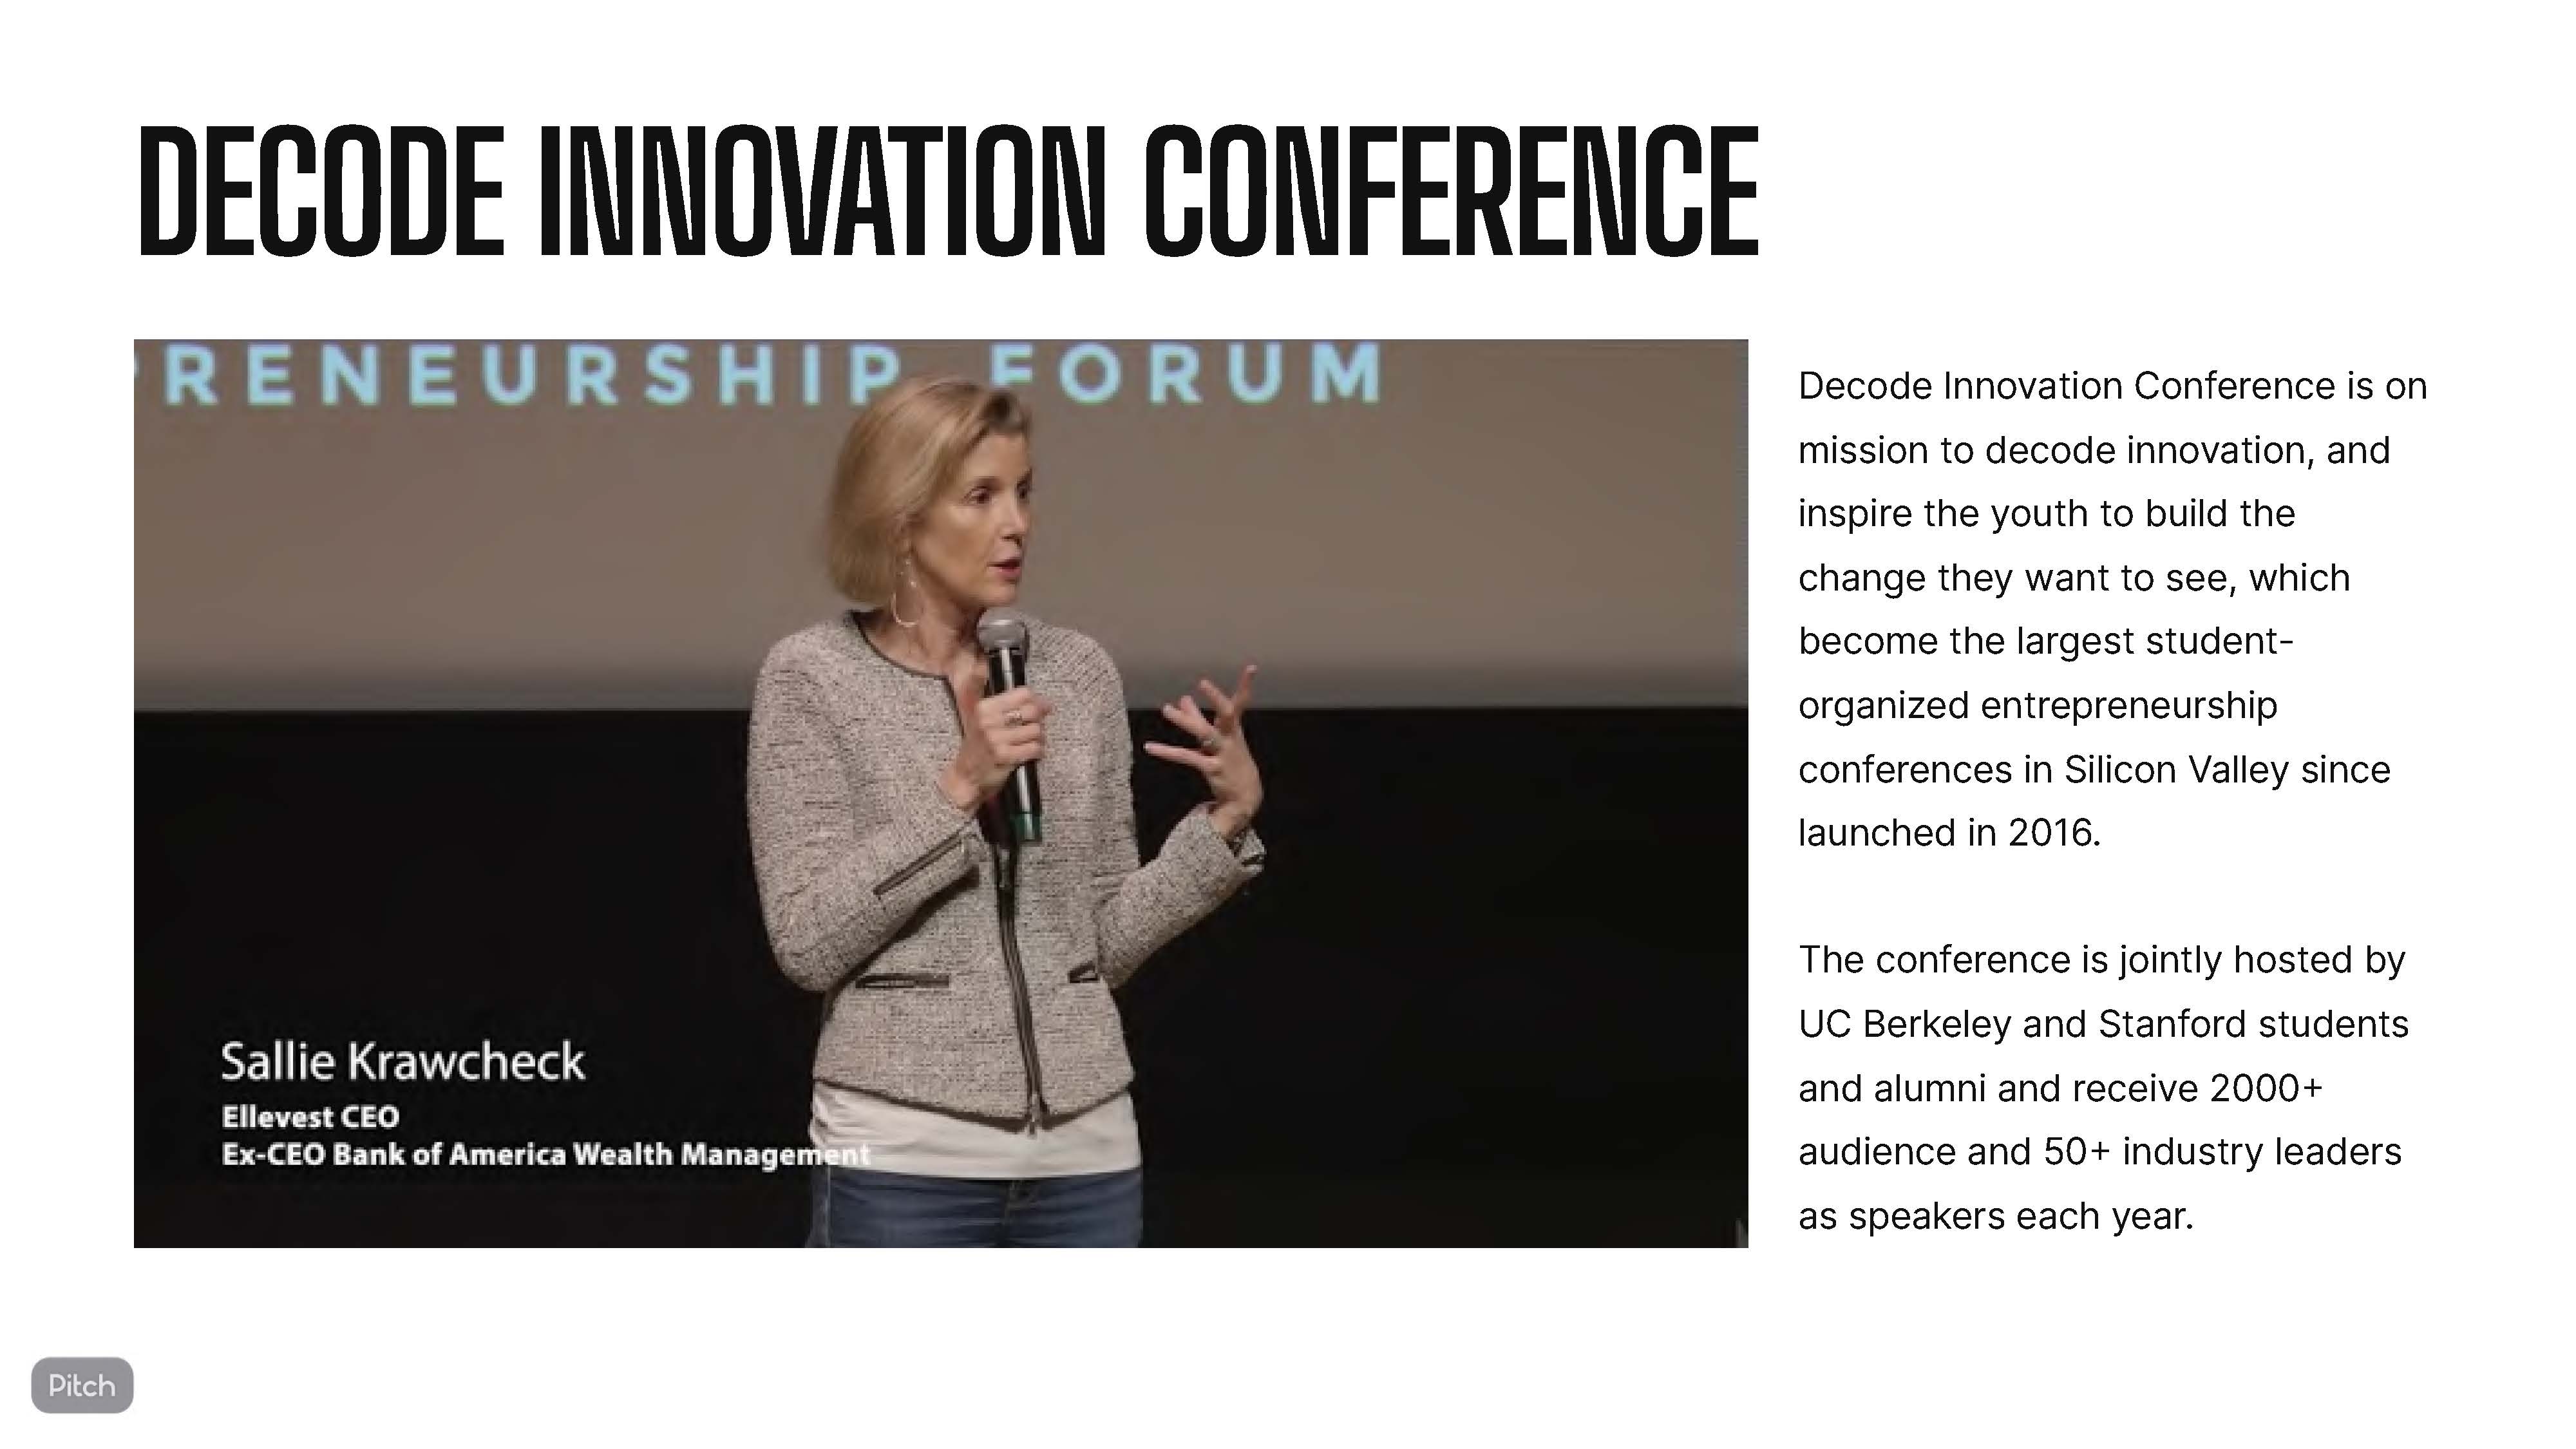 DECODE INNOVATION CONFERENCE
RENEURSHIP FORUM
Sallie Krawcheck
Ellevest CEO
Ex-CEO Bank of America Wealth Management
Decode Innovation Conference is on
mission to decode innovation, and
inspire the youth to build the
change they want to see, which
become the largest student-
organized entrepreneurship
conferences in Silicon Valley since
launched in 2016.
The conference is jointly hosted by
UC Berkeley and Stanford students
and alumni and receive 2000+
audience and 50+ industry leaders
as speakers each year.
Pitch